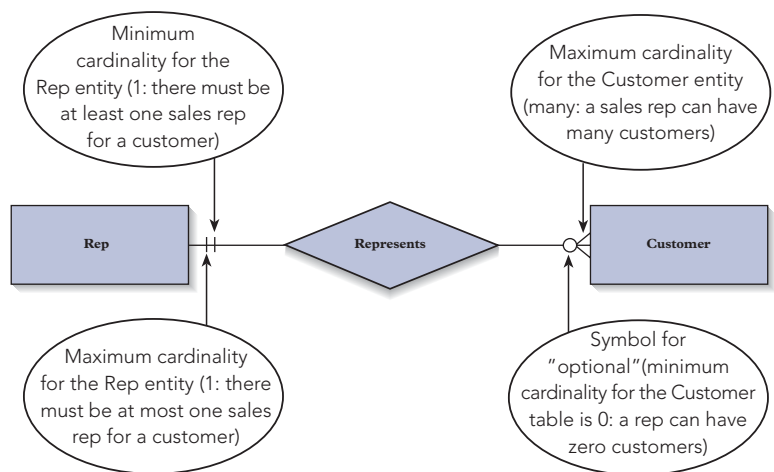 Minimum
cardinality for the
Rep entity (1: there must be
at least one sales rep
for a customer)
Maximum cardinality
for the Customer entity
(many: a sales rep can have
many customers)
Rep
Represents
Customer
Maximum cardinality
for the Rep entity (1: there
must be at most one sales
rep for a customer)
Symbol for
"optional"(minimum
cardinality for the Customer
table is 0: a rep can have
zero customers)